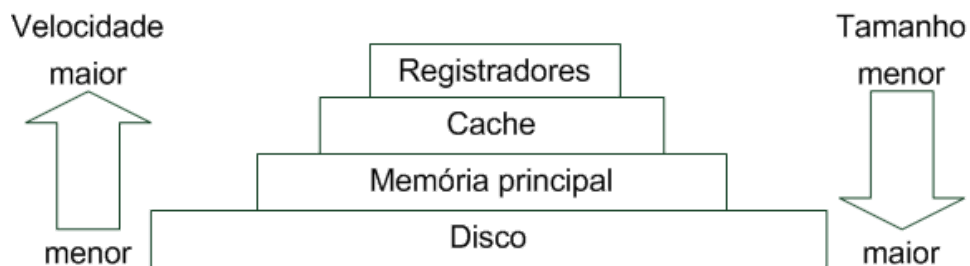 Velocidade
maior
menor
Registradores
Cache
Memória principal
Disco
Tamanho
menor
maior